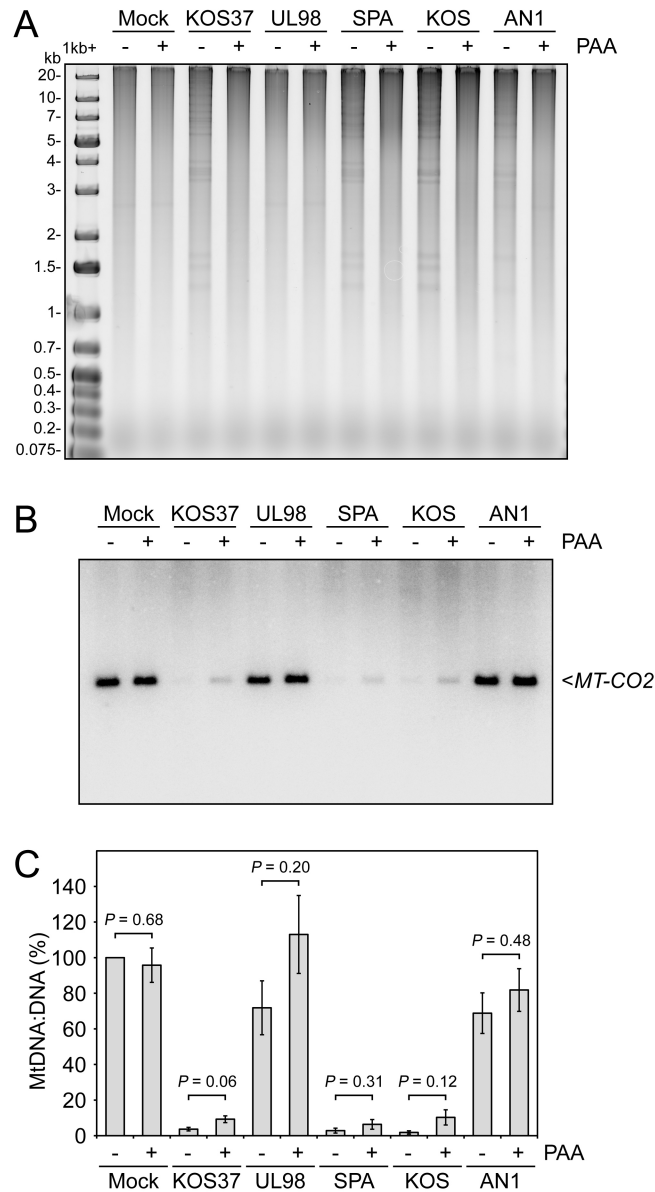 A
Mock KOS37 UL98 SPA KOS AN1
1kb+ - + - + - + - + - + - + PAA
kb
20-
10-
7-
5-
4-
3-
2-
1.5-
1-
0.7-
0.5-
0.4-
0.3-
0.2-
0.075-
B
Mock KOS37 UL98 SPA KOS AN1
- + - + - + - + - + - + PAA
<MT-CO2
C
MtDNA:DNA (%)
140
120
100
80
60
40
20
0
P = 0.68
P = 0.06
P = 0.20
P = 0.31
P = 0.12
P = 0.48
- + - + - + - + - + - + PAA
Mock KOS37 UL98 SPA KOS AN1